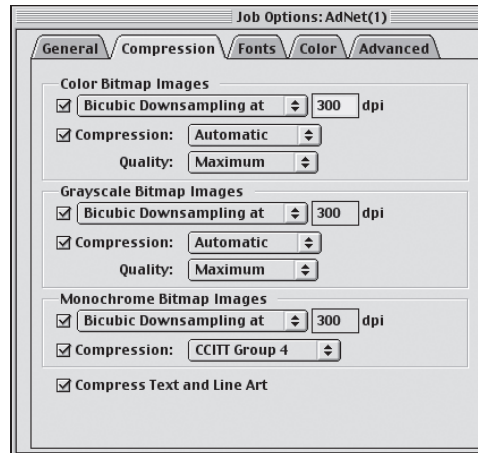 Job Options: AdNet(1)
General Compression Fonts Color Advanced
Color Bitmap Images
Bicubic Downsampling at 300 dpi
Compression: Automatic
Quality: Maximum
Grayscale Bitmap Images
Bicubic Downsampling at 300 dpi
Compression: Automatic
Quality: Maximum
Monochrome Bitmap Images
Bicubic Downsampling at 300 dpi
Compression: CCITT Group 4
Compress Text and Line Art